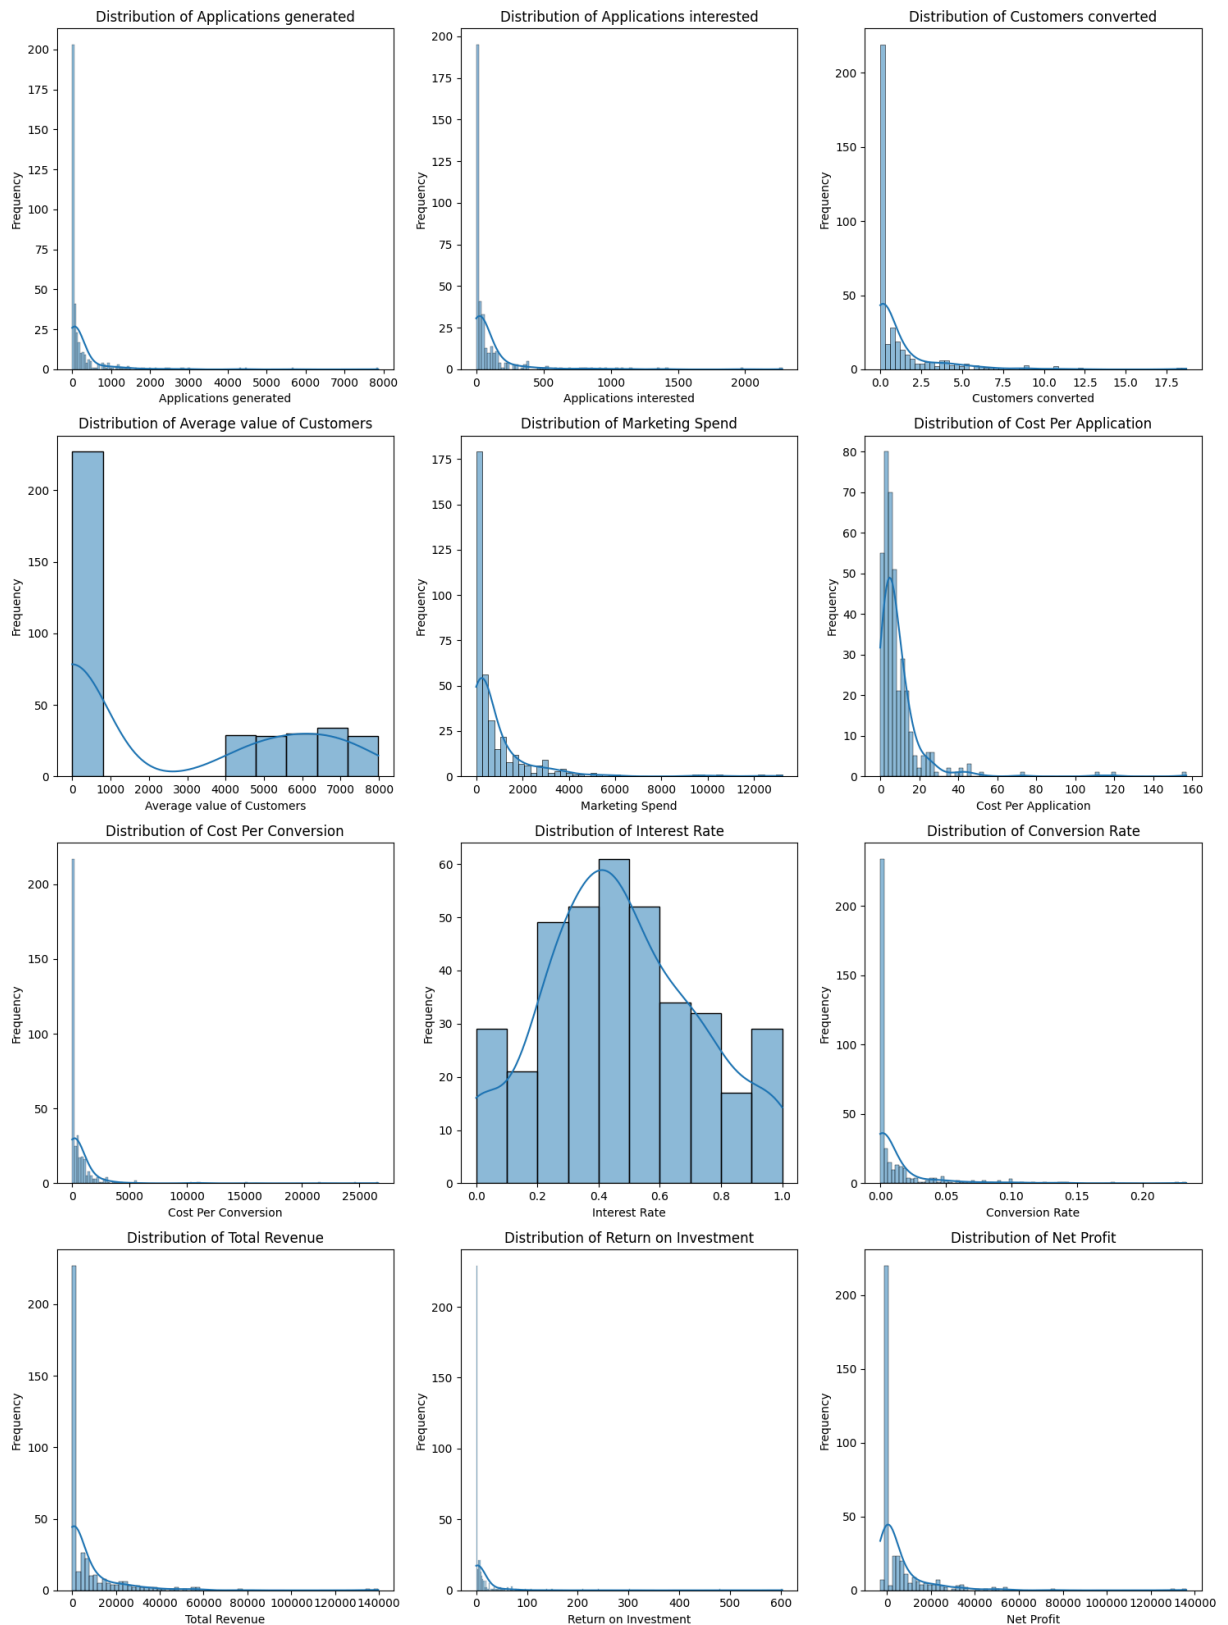 Distribution of Applications generated
Frequency
200
175
150
125
100
75
50
25
0
0 1000 2000 3000 4000 5000 6000 7000 8000
Applications generated
Distribution of Applications interested
Frequency
200
175
150
125
100
75
50
25
0
0 500 1000 1500 2000
Applications interested
Distribution of Customers converted
Frequency
200
150
100
50
0
0.0 2.5 5.0 7.5 10.0 12.5 15.0 17.5
Customers converted
Distribution of Average value of Customers
Frequency
200
150
100
50
0
0 1000 2000 3000 4000 5000 6000 7000 8000
Average value of Customers
Distribution of Marketing Spend
Frequency
175
150
125
100
75
50
25
0
0 2000 4000 6000 8000 10000 12000
Marketing Spend
Distribution of Cost Per Application
Frequency
80
70
60
50
40
30
20
10
0
0 20 40 60 80 100 120 140 160
Cost Per Application
Distribution of Cost Per Conversion
Frequency
200
150
100
50
0
0 5000 10000 15000 20000 25000
Cost Per Conversion
Distribution of Interest Rate
Frequency
60
50
40
30
20
10
0
0.0 0.2 0.4 0.6 0.8 1.0
Interest Rate
Distribution of Conversion Rate
Frequency
200
150
100
50
0
0.00 0.05 0.10 0.15 0.20
Conversion Rate
Distribution of Total Revenue
Frequency
200
150
100
50
0
0 20000 40000 60000 80000 100000 120000 140000
Total Revenue
Distribution of Return on Investment
Frequency
200
150
100
50
0
0 100 200 300 400 500 600
Return on Investment
Distribution of Net Profit
Frequency
200
150
100
50
0
0 20000 40000 60000 80000 100000 120000 140000
Net Profit